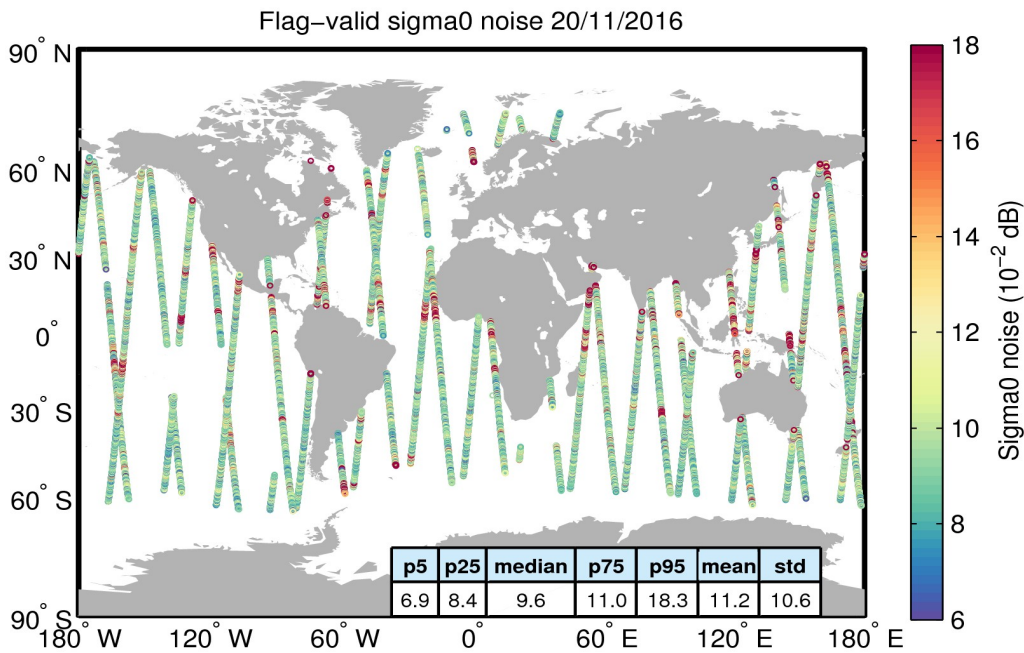 Flag−valid sigma0 noise 20/11/2016
90° N
60° N
30° N
0°
30° S
60° S
90° S
180° W
120° W
60° W
0°
60° E
120° E
180° E
p5 p25 median p75 p95 mean std
6.9 8.4 9.6 11.0 18.3 11.2 10.6
18
16
14
12
10
8
6
Sigma0 noise (10⁻² dB)